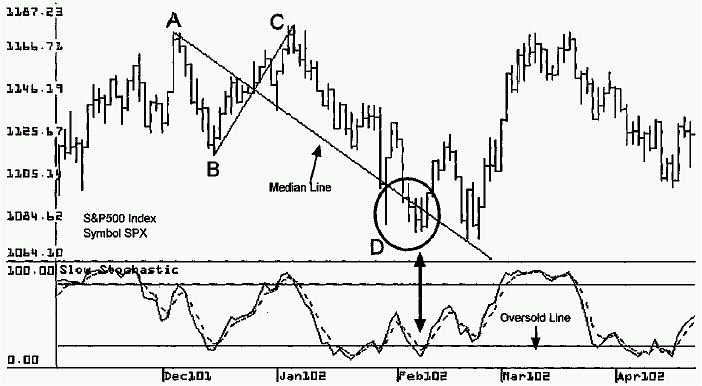 1187.23
A
C
1166.71
1146.19
1125.67
B
1105.15
Median Line
S&P500 Index
Symbol SPX
1084.62
D
1064.10
100.00
Slow Stochastic
Oversold Line
0.00
Dec101
Jan102
Feb102
Mar102
Apr102